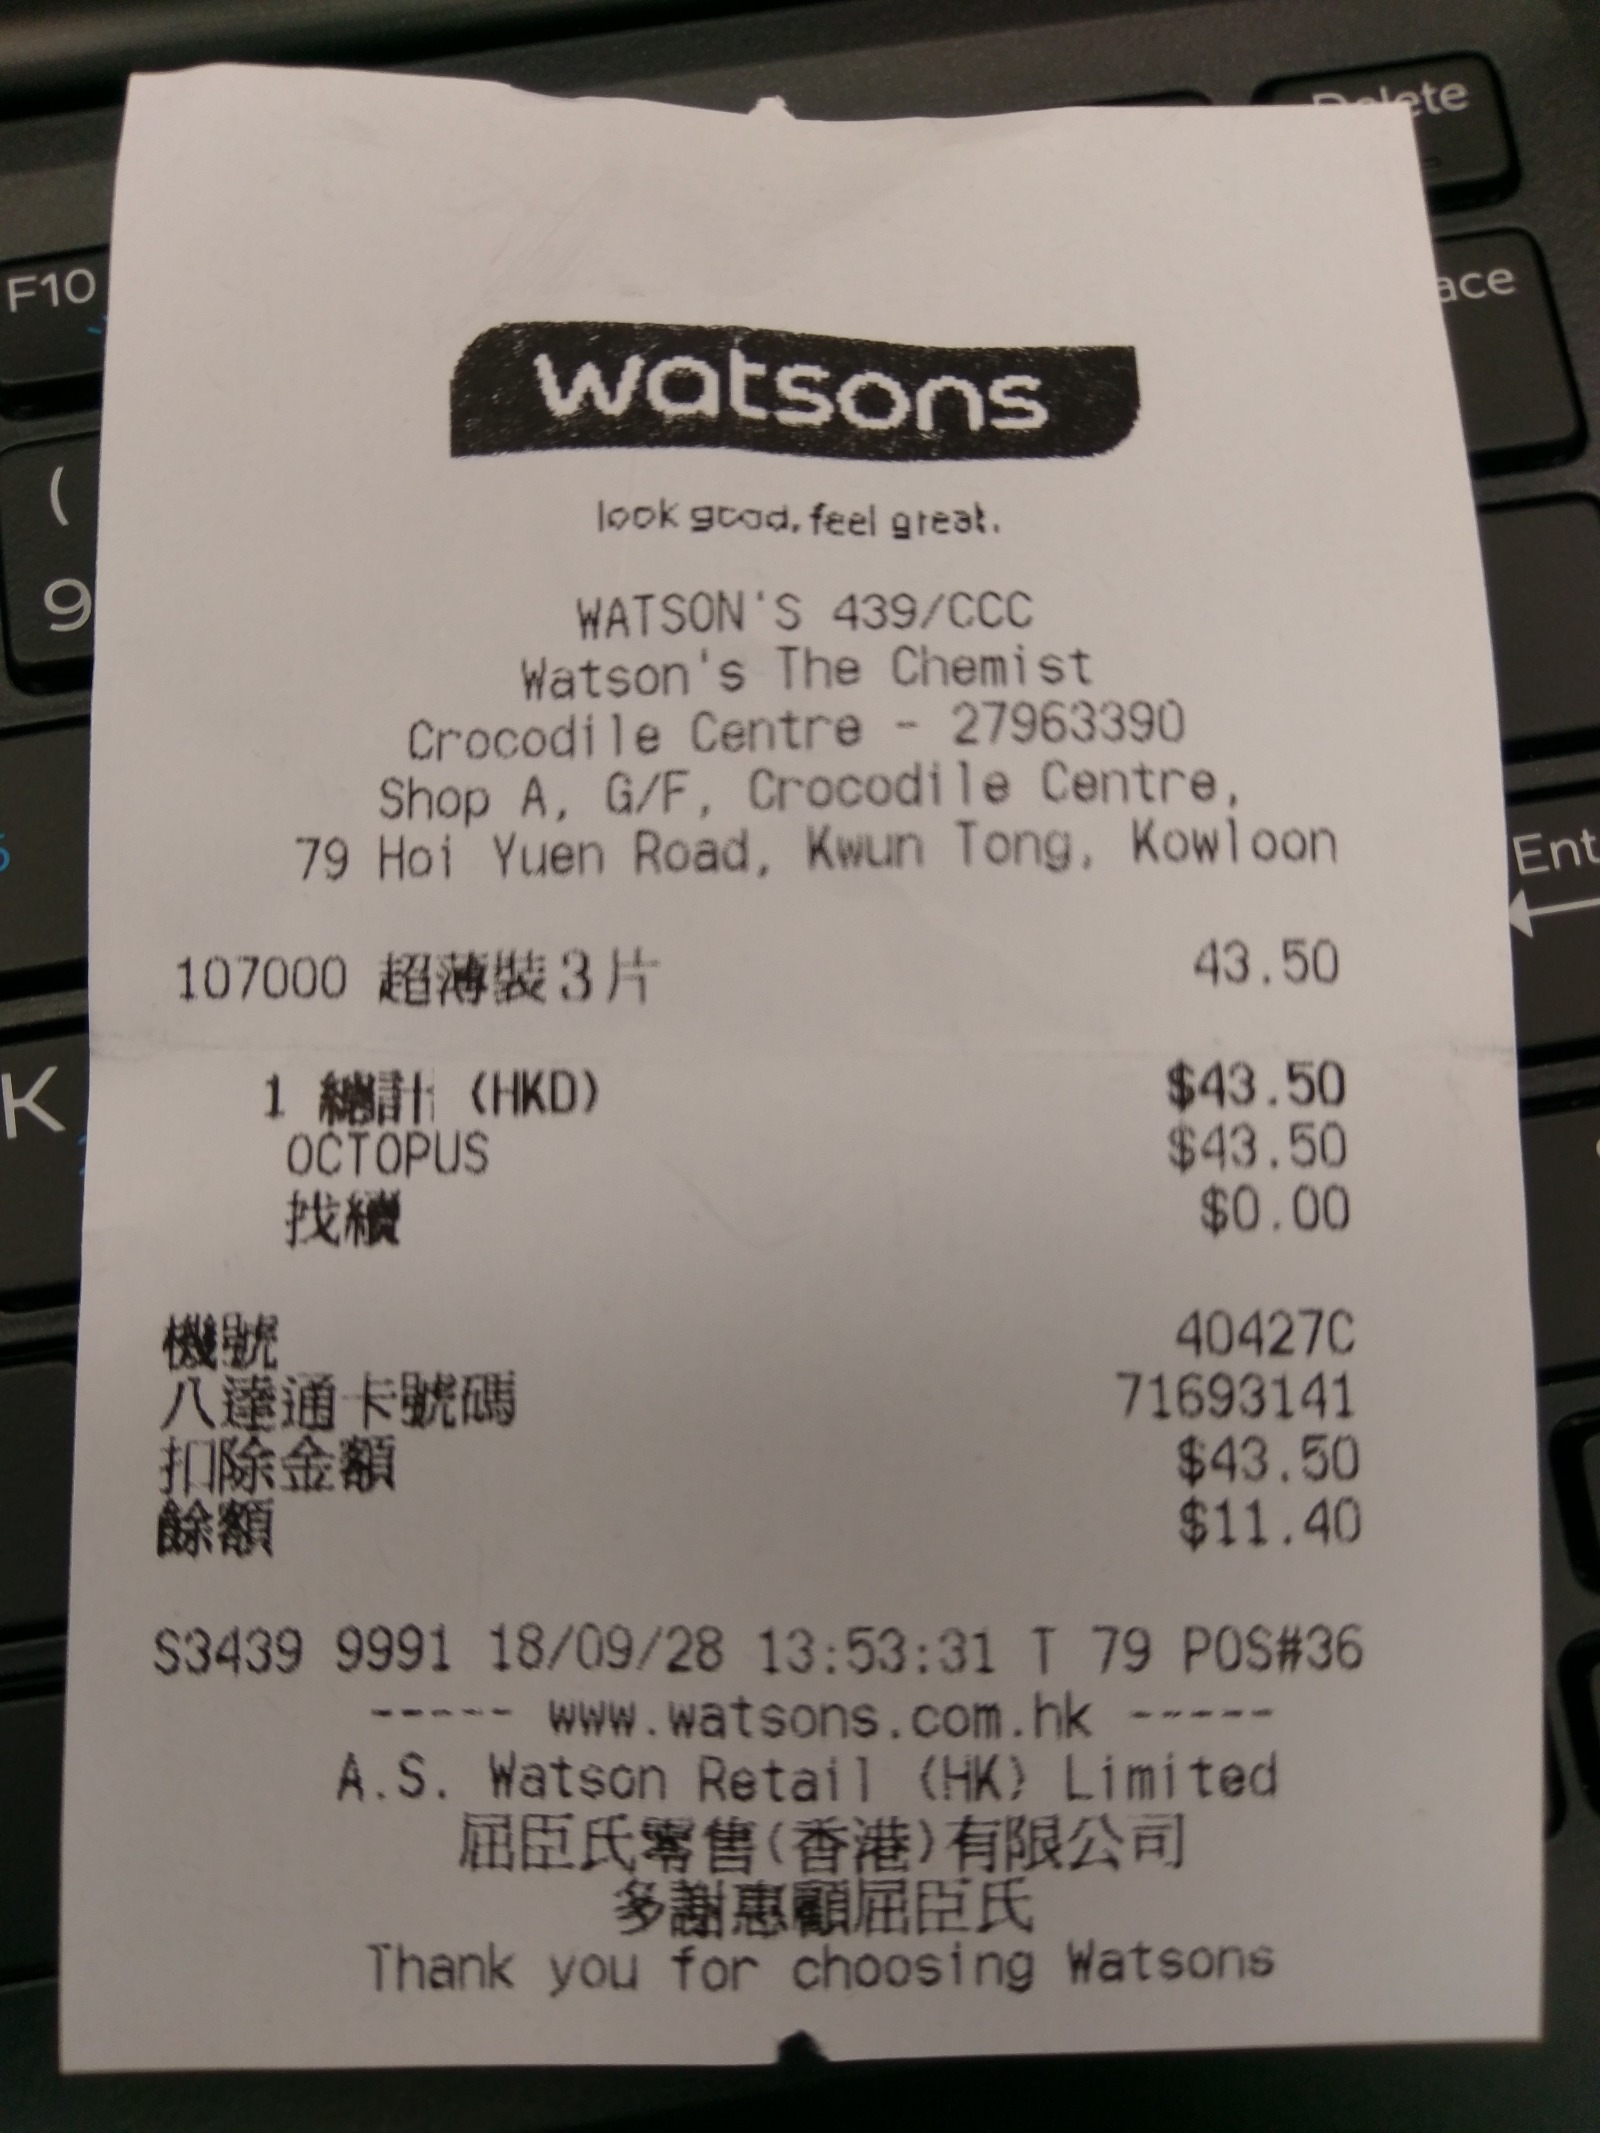 watsons
look good, feel great.
WATSON'S 439/CCC
Watson's The Chemist
Crocodile Centre - 27963390
Shop A, G/F, Crocodile Centre,
79 Hoi Yuen Road, Kwun Tong, Kowloon
107000 超薄裝3片 43.50
1 總計 (HKD) $43.50
OCTOPUS $43.50
找續 $0.00
機號 40427C
八達通卡號碼 71693141
扣除金額 $43.50
餘額 $11.40
S3439 9991 18/09/28 13:53:31 T 79 POS#36
----- www.watsons.com.hk -----
A.S. Watson Retail (HK) Limited
屈臣氏零售(香港)有限公司
多謝惠顧屈臣氏
Thank you for choosing Watsons
F10
(
9
K
Delete
Ent